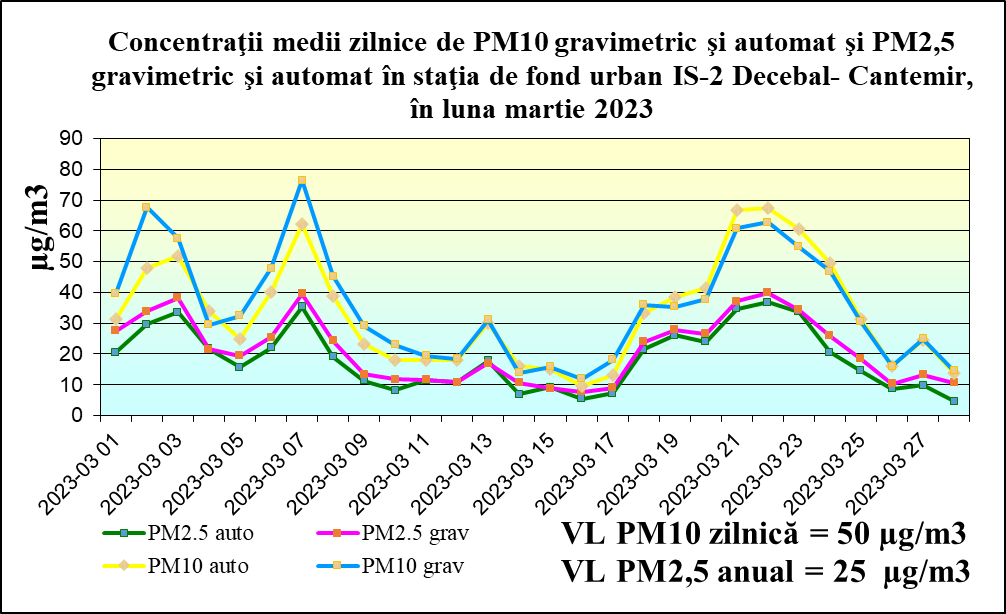 Concentraţii medii zilnice de PM10 gravimetric şi automat şi PM2,5
gravimetric şi automat în staţia de fond urban IS-2 Decebal- Cantemir,
în luna martie 2023
µg/m3
90
80
70
60
50
40
30
20
10
0
2023-03 01
2023-03 03
2023-03 05
2023-03 07
2023-03 09
2023-03 11
2023-03 13
2023-03 15
2023-03 17
2023-03 19
2023-03 21
2023-03 23
2023-03 25
2023-03 27
PM2.5 auto
PM2.5 grav
PM10 auto
PM10 grav
VL PM10 zilnică = 50 µg/m3
VL PM2,5 anual = 25 µg/m3